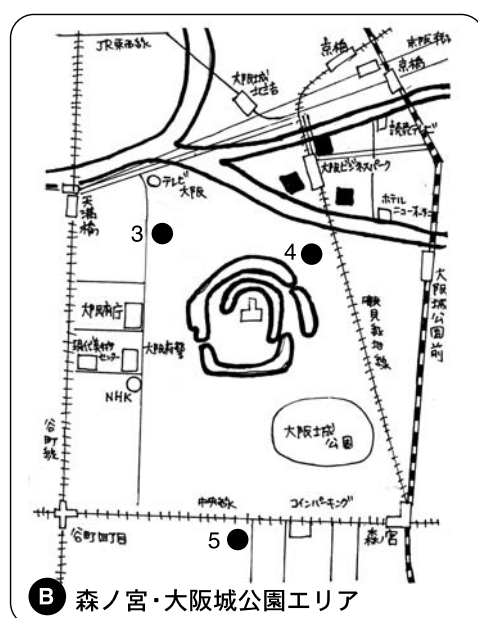 JR東西線
京橋
京阪
京橋
大阪城
北詰
読売テレビ
大阪ビジネスパーク
テレビ
大阪
ホテル
ニューオータニ
天満橋
3
4
大阪城公園前
大阪府庁
大阪府警
センター
NHK
谷町線
大阪城
公園
中央線
コインパーキング
谷町四丁目
5
森ノ宮
B 森ノ宮・大阪城公園エリア